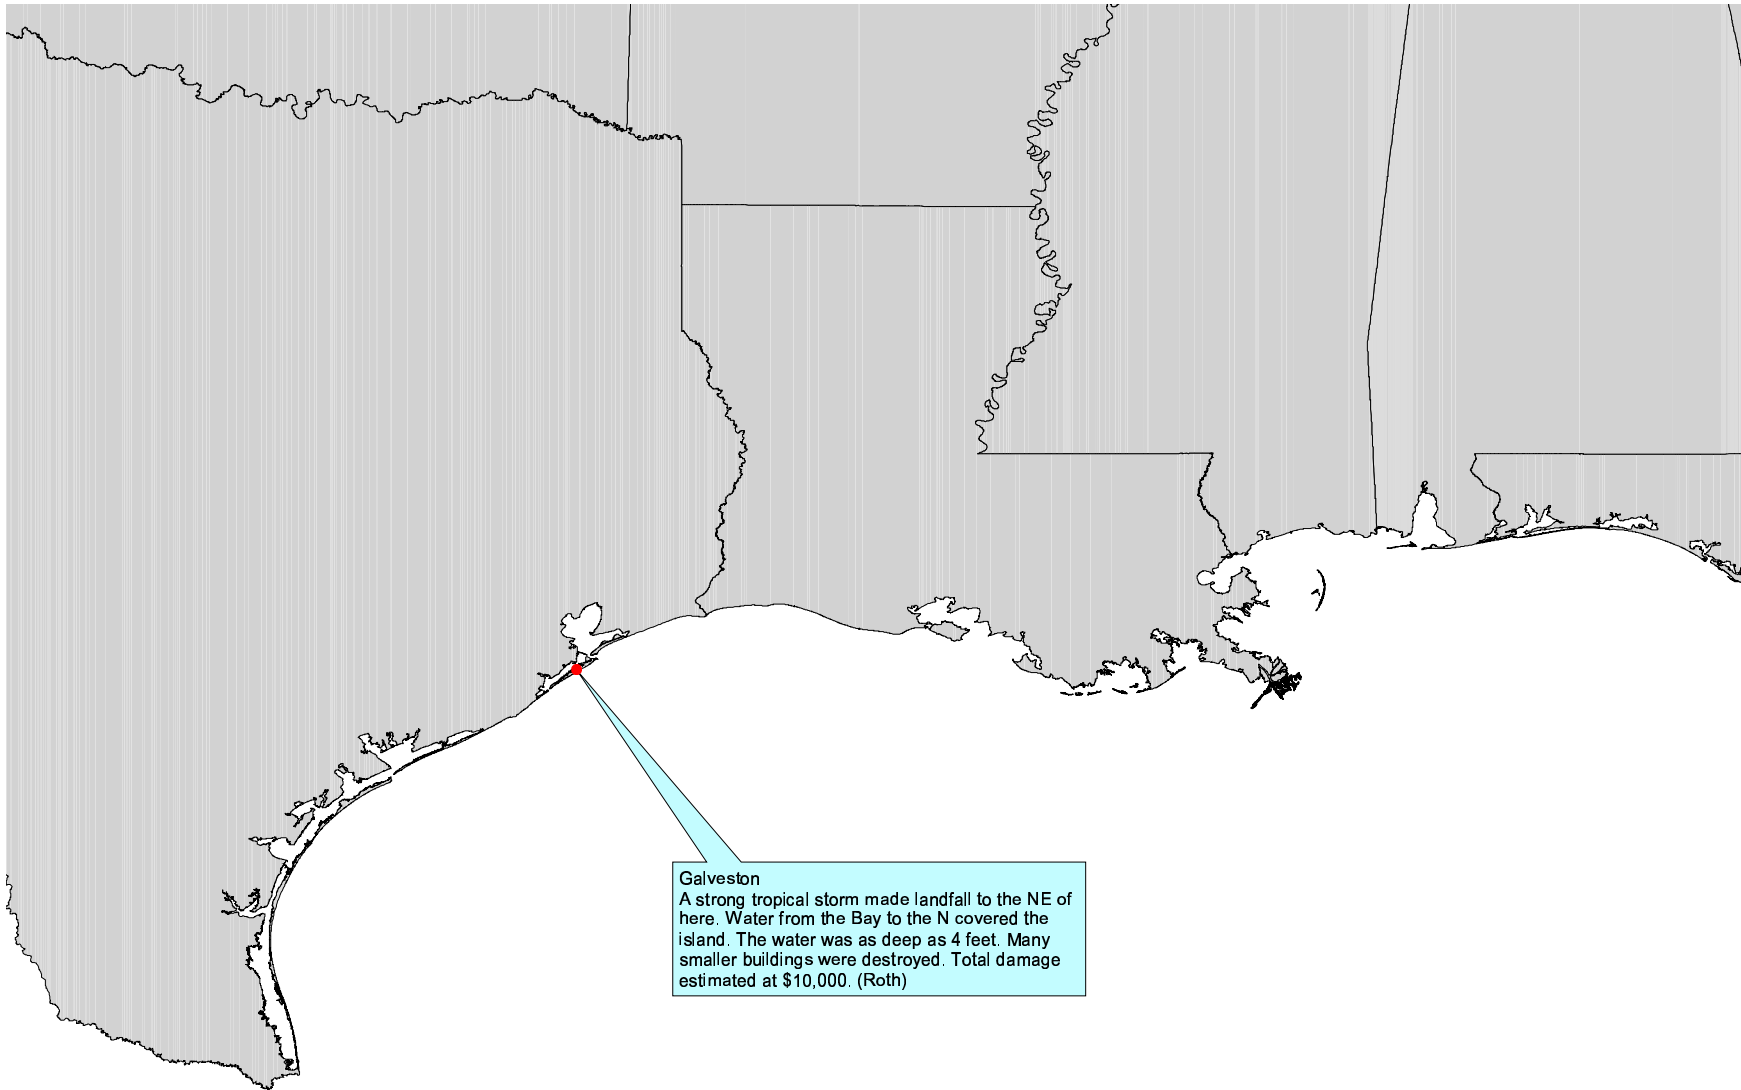 Galveston
A strong tropical storm made landfall to the NE of
here. Water from the Bay to the N covered the
island. The water was as deep as 4 feet. Many
smaller buildings were destroyed. Total damage
estimated at $10,000. (Roth)